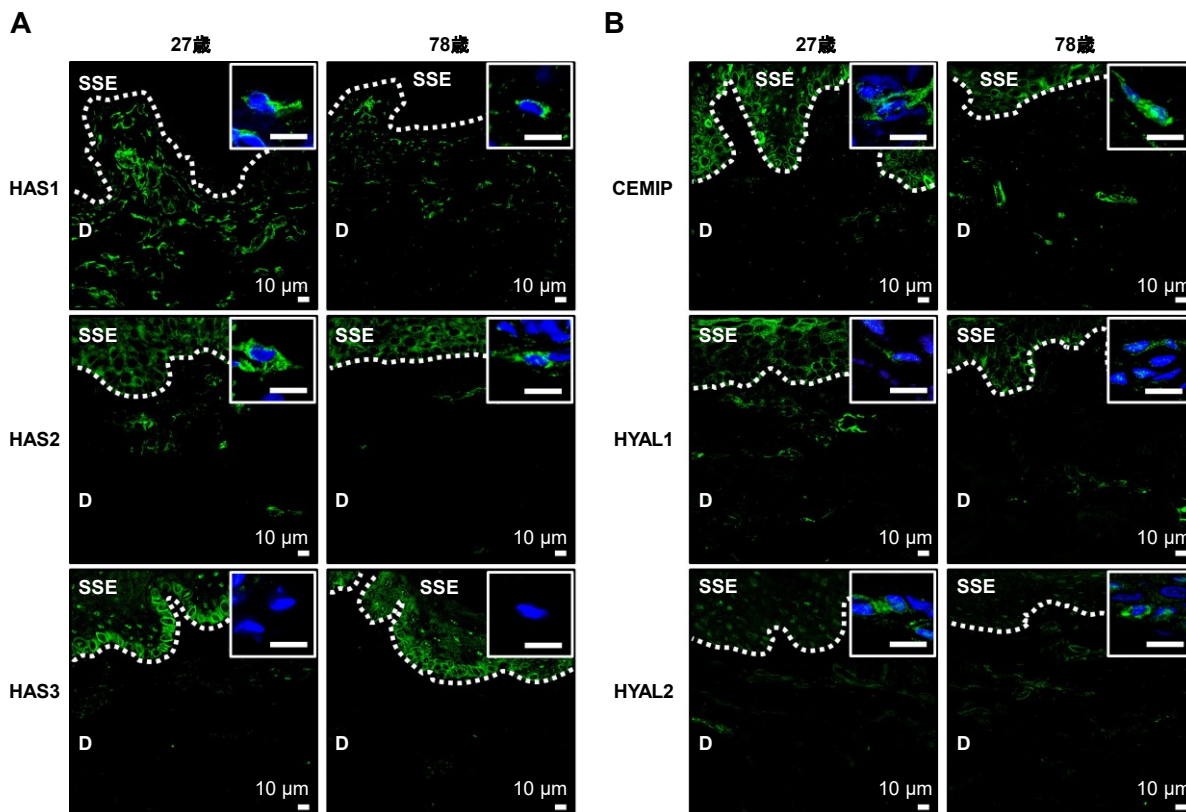 A
27歳
78歳
HAS1
SSE
D
10 µm
SSE
D
10 µm
HAS2
SSE
D
10 µm
SSE
D
10 µm
HAS3
SSE
D
10 µm
SSE
D
10 µm
B
27歳
78歳
CEMIP
SSE
D
10 µm
SSE
D
10 µm
HYAL1
SSE
D
10 µm
SSE
D
10 µm
HYAL2
SSE
D
10 µm
SSE
D
10 µm